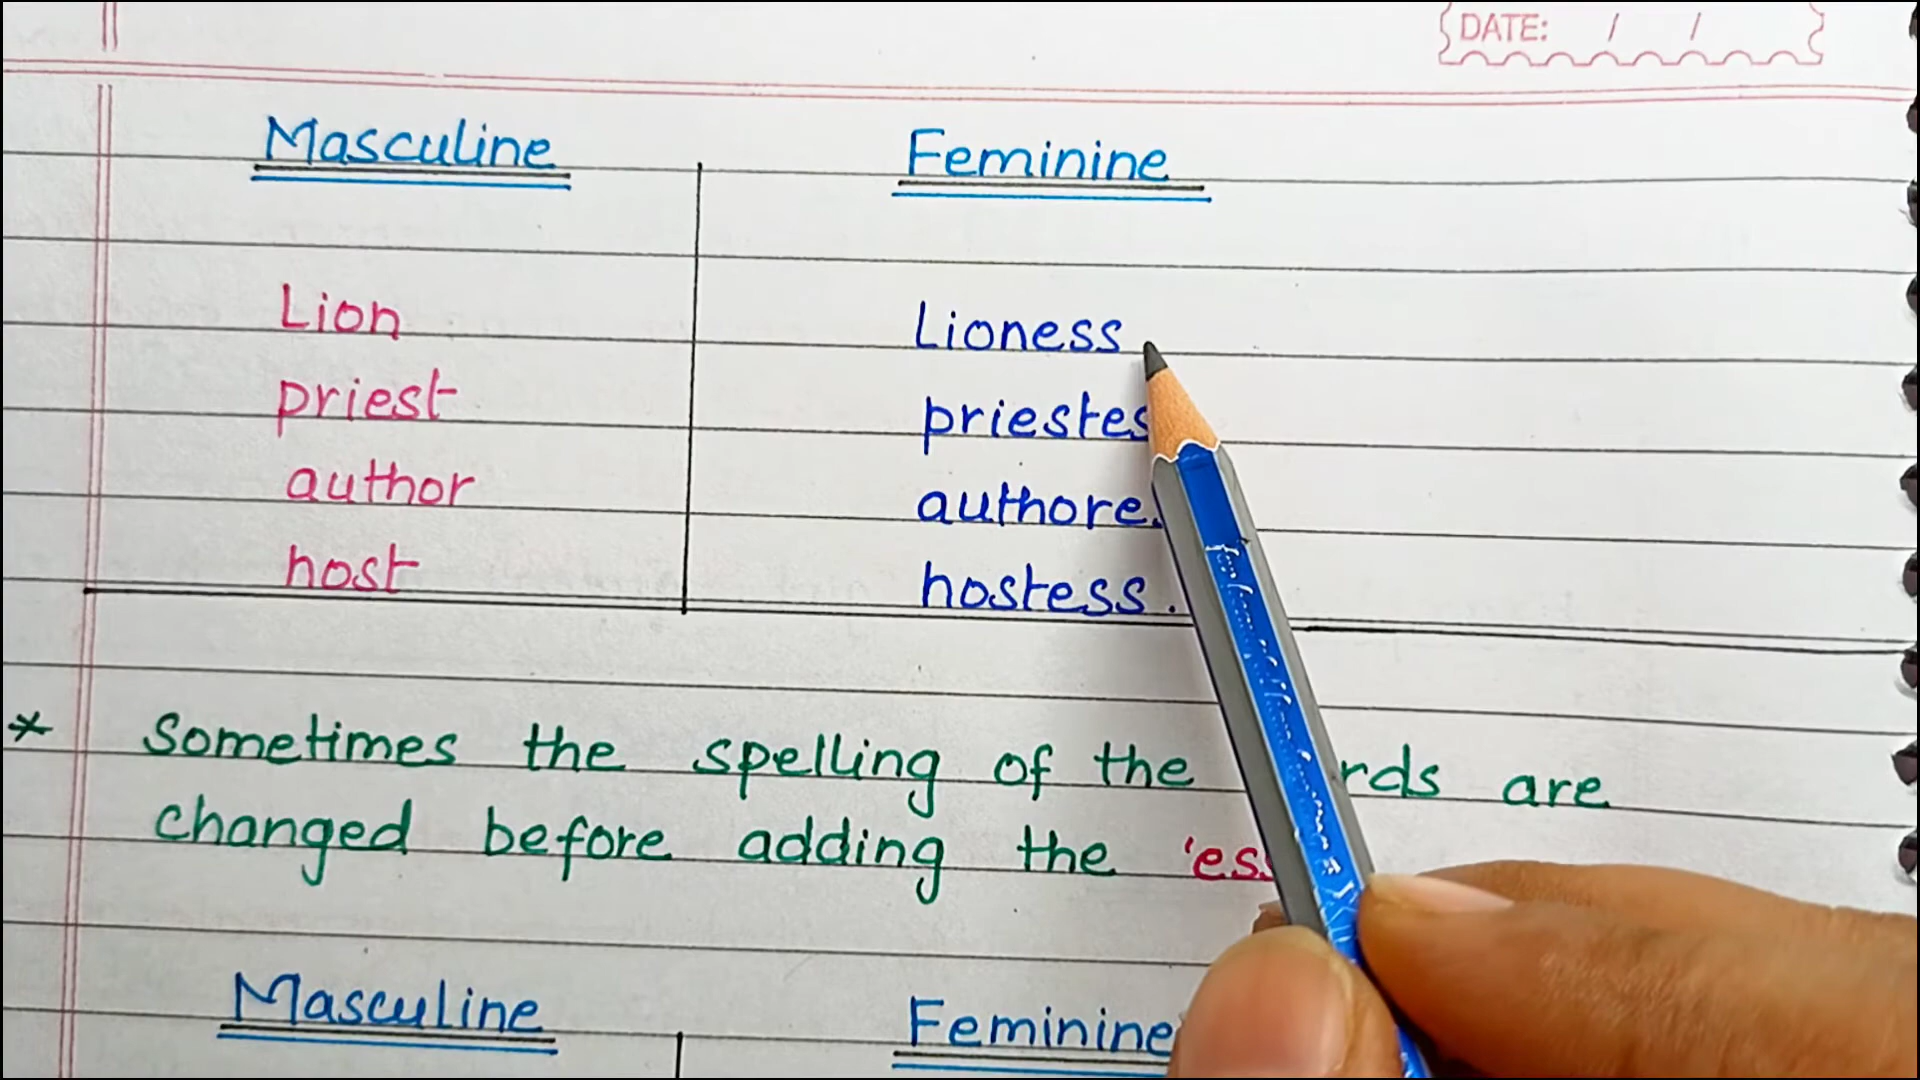 DATE: / /
Masculine Feminine
Lion Lioness
priest priestes
author authore
host hostess.
* Sometimes the spelling of the rds are
changed before adding the 'es
Masculine Feminine